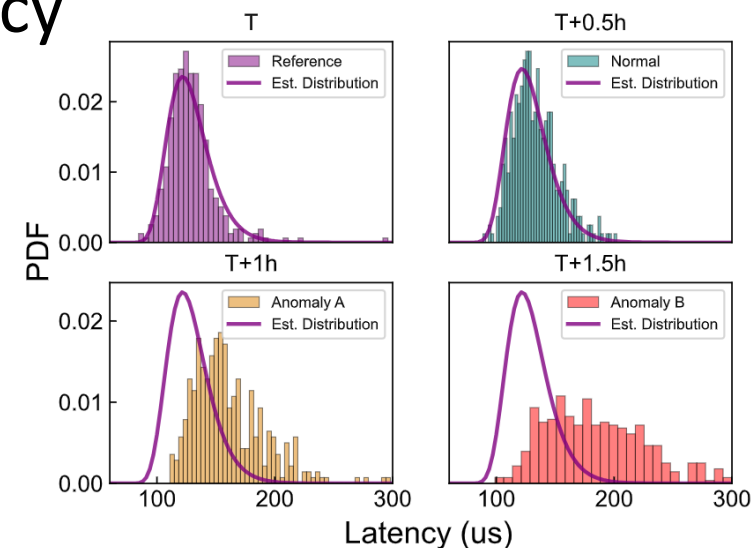 cy
T
T+0.5h
Reference
Est. Distribution
Normal
Est. Distribution
0.02
0.01
0.00
PDF
T+1h
T+1.5h
Anomaly A
Est. Distribution
Anomaly B
Est. Distribution
0.02
0.01
0.00
100 200 300 100 200 300
Latency (us)